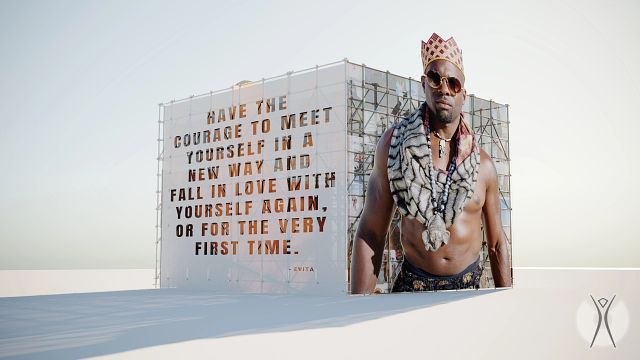 HAVE THE
COURAGE TO MEET
YOURSELF IN A
NEW WAY AND
FALL IN LOVE WITH
YOURSELF AGAIN,
OR FOR THE VERY
FIRST TIME.
- EVITA